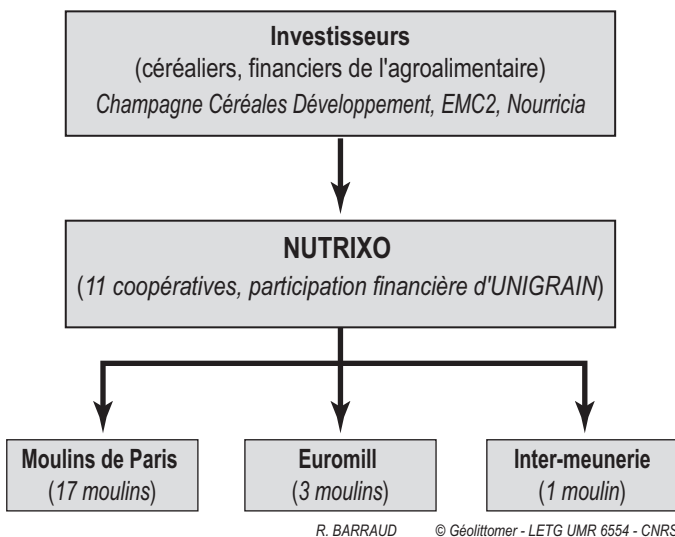 Investisseurs
(céréaliers, financiers de l'agroalimentaire)
Champagne Céréales Développement, EMC2, Nourricia
NUTRIXO
(11 coopératives, participation financière d'UNIGRAIN)
Moulins de Paris
(17 moulins)
Euromill
(3 moulins)
Inter-meunerie
(1 moulin)
R. BARRAUD © Géolittomer - LETG UMR 6554 - CNRS